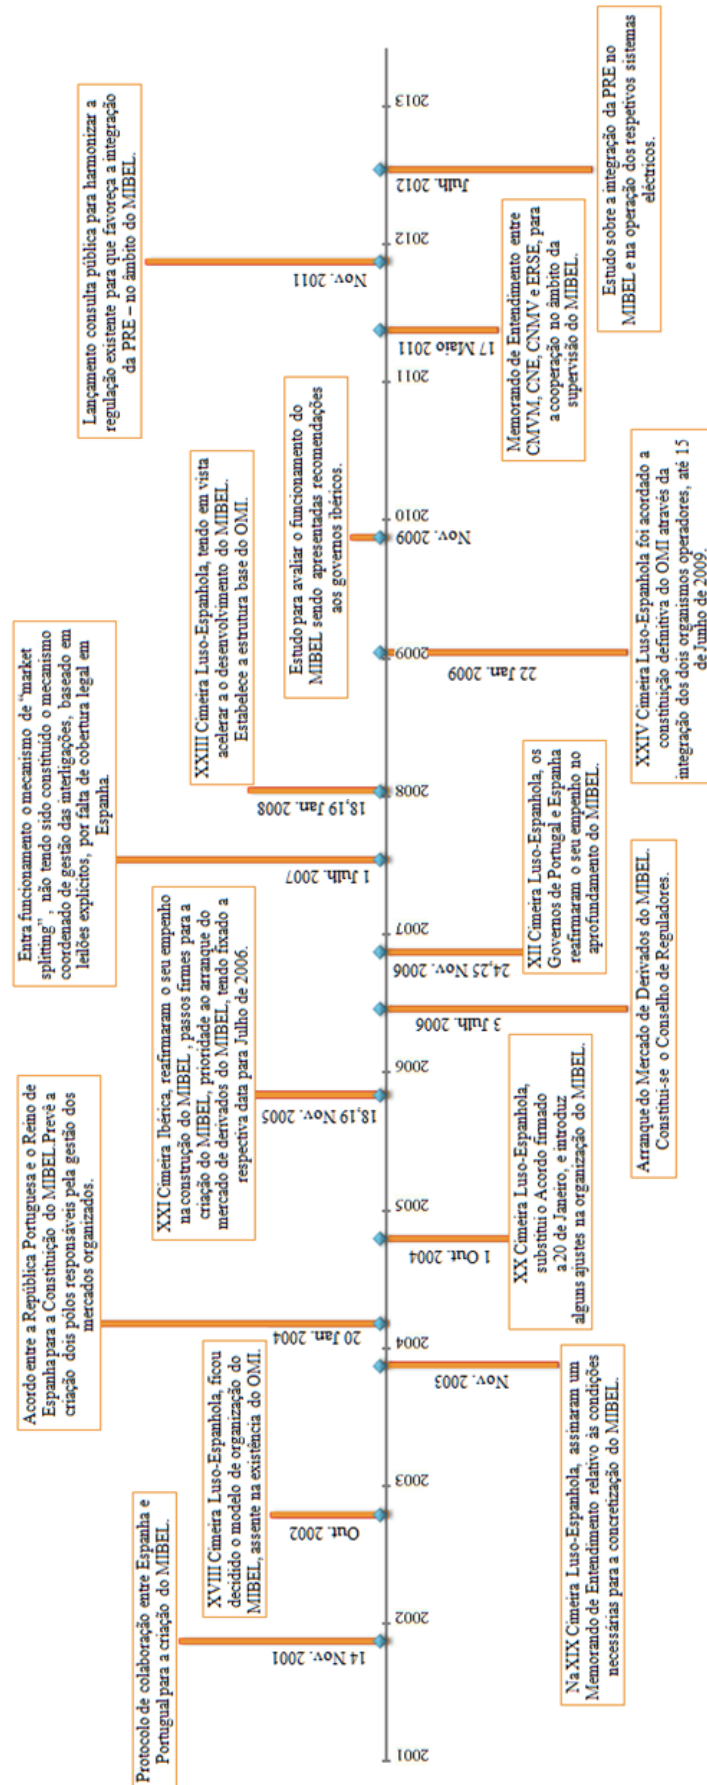 Protocolo de colaboração entre Espanha e
Portugual para a criação do MIBEL.
14 Nov. 2001
XVIII Cimeira Luso-Espanhola, ficou
decidido o modelo de organização do
MIBEL, assente na existência do OMI.
Out. 2002
Na XIX Cimeira Luso-Espanhola, assinaram um
Memorando de Entendimento relativo às condições
necessárias para a concretização do MIBEL.
Nov. 2003
Acordo entre a República Portuguesa e o Reino de
Espanha para a Constituição do MIBEL.Prevê a
criação dois pólos responsáveis pela gestão dos
mercados organizados.
20 Jan. 2004
XX Cimeira Luso-Espanhola,
substitui o Acordo firmado
a 20 de Janeiro, e introduz
alguns ajustes na organização do MIBEL.
1 Out. 2004
XXI Cimeira Ibérica, reafirmaram o seu empenho
na construção do MIBEL , passos firmes para a
criação do MIBEL, prioridade ao arranque do
mercado de derivados do MIBEL, tendo fixado a
respectiva data para Julho de 2006.
18,19 Nov. 2005
Arranque do Mercado de Derivados do MIBEL.
Constitui-se o Conselho de Reguladores.
3 Julh. 2006
XII Cimeira Luso-Espanhola, os
Governos de Portugal e Espanha
reafirmaram o seu empenho no
aprofundamento do MIBEL.
24,25 Nov. 2006
Entra funcionamento o mecanismo de “market
splitting” , não tendo sido constituído o mecanismo
coordenado de gestão das interligações, baseado em
leilões explícitos, por falta de cobertura legal em
Espanha.
1 Julh. 2007
XXIII Cimeira Luso-Espanhola, tendo em vista
acelerar a o desenvolvimento do MIBEL.
Estabelece a estrutura base do OMI.
18,19 Jan. 2008
XXIV Cimeira Luso-Espanhola foi acordado a
constituição definitiva do OMI através da
integração dos dois organismos operadores, até 15
de Junho de 2009.
22 Jan. 2009
Estudo para avaliar o funcionamento do
MIBEL sendo apresentadas recomendações
aos governos ibéricos.
Nov. 2009
Memorando de Entendimento entre
CMVM, CNE, CNMV e ERSE, para
a cooperação no âmbito da
supervisão do MIBEL.
17 Maio 2011
Lançamento consulta pública para harmonizar a
regulação existente para que favoreça a integração
da PRE – no âmbito do MIBEL.
Nov. 2011
Estudo sobre a integração da PRE no
MIBEL e na operação dos respetivos sistemas
eléctricos.
Julh. 2012
2001
2002
2003
2004
2005
2006
2007
2008
2009
2010
2011
2012
2013